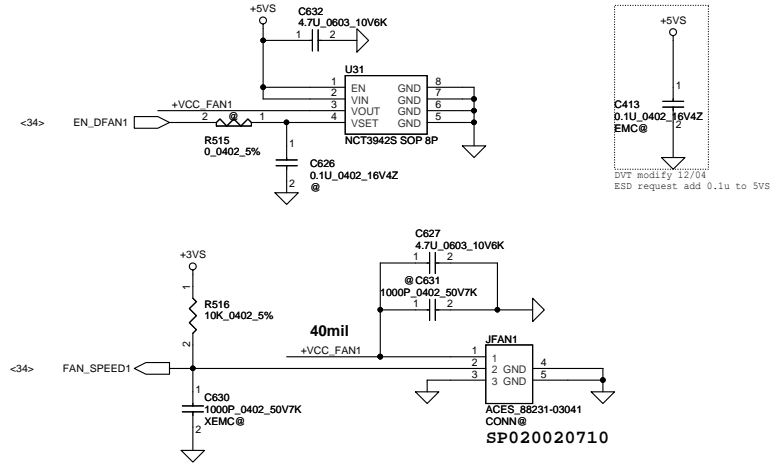 +5VS
C632
4.7U_0603_10V6K
1 2
U31
1 EN GND 8
2 VIN GND 7
3 VOUT GND 6
4 VSET GND 5
NCT3942S SOP 8P
+VCC_FAN1
<34> EN_DFAN1
2 @ 1
R515
0_0402_5%
1
2
C626
0.1U_0402_16V4Z
@
+5VS
1
C413
0.1U_0402_16V4Z
EMC@
2
DVT modify 12/04
ESD request add 0.1u to 5VS
+3VS
1
R516
10K_0402_5%
2
C627
4.7U_0603_10V6K
1 2
@ C631
1000P_0402_50V7K
1 2
40mil
+VCC_FAN1
<34> FAN_SPEED1
1
C630
1000P_0402_50V7K
XEMC@
2
JFAN1
1 1
2 2 GND 4
3 3 GND 5
ACES_88231-03041
CONN@
SP020020710